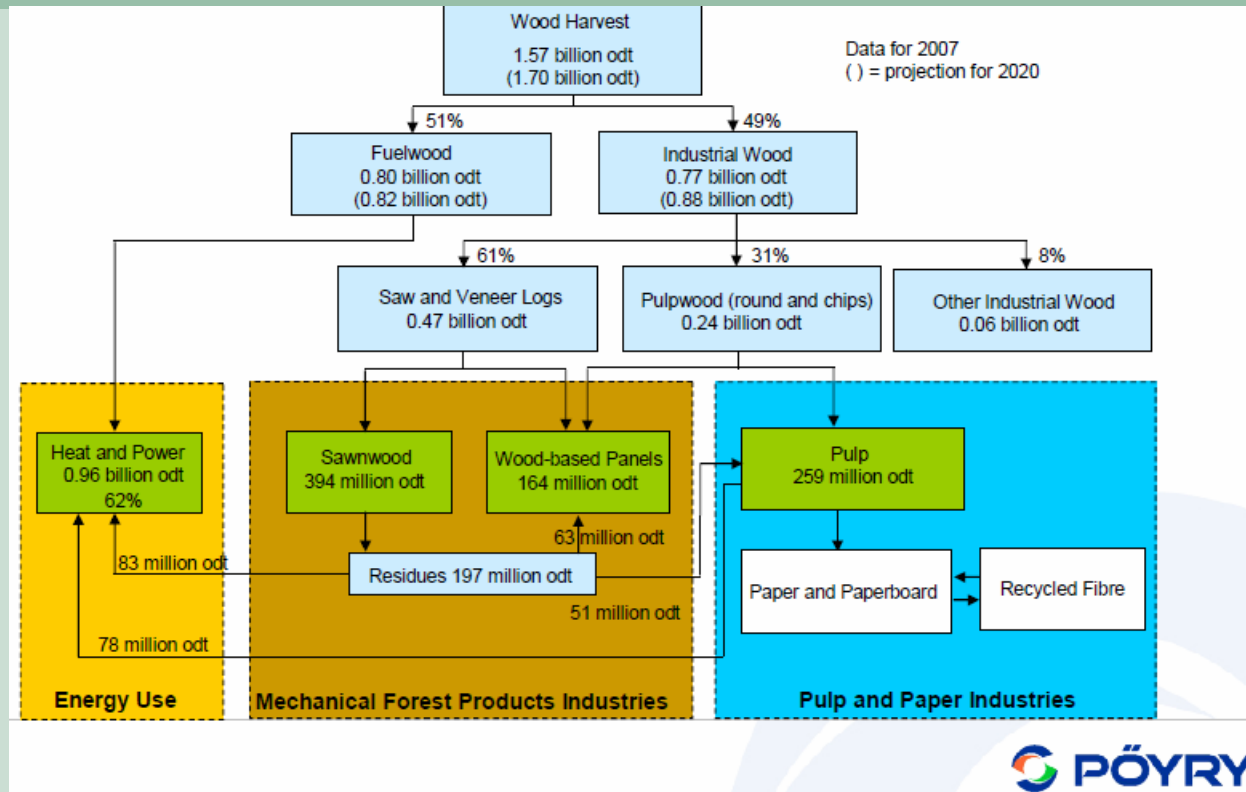 Wood Harvest
1.57 billion odt
(1.70 billion odt)
Data for 2007
( ) = projection for 2020
51%
49%
Fuelwood
0.80 billion odt
(0.82 billion odt)
Industrial Wood
0.77 billion odt
(0.88 billion odt)
61%
31%
8%
Saw and Veneer Logs
0.47 billion odt
Pulpwood (round and chips)
0.24 billion odt
Other Industrial Wood
0.06 billion odt
Heat and Power
0.96 billion odt
62%
Sawnwood
394 million odt
Wood-based Panels
164 million odt
Pulp
259 million odt
83 million odt
63 million odt
Residues 197 million odt
51 million odt
Paper and Paperboard
Recycled Fibre
78 million odt
Energy Use
Mechanical Forest Products Industries
Pulp and Paper Industries
PŐYRY